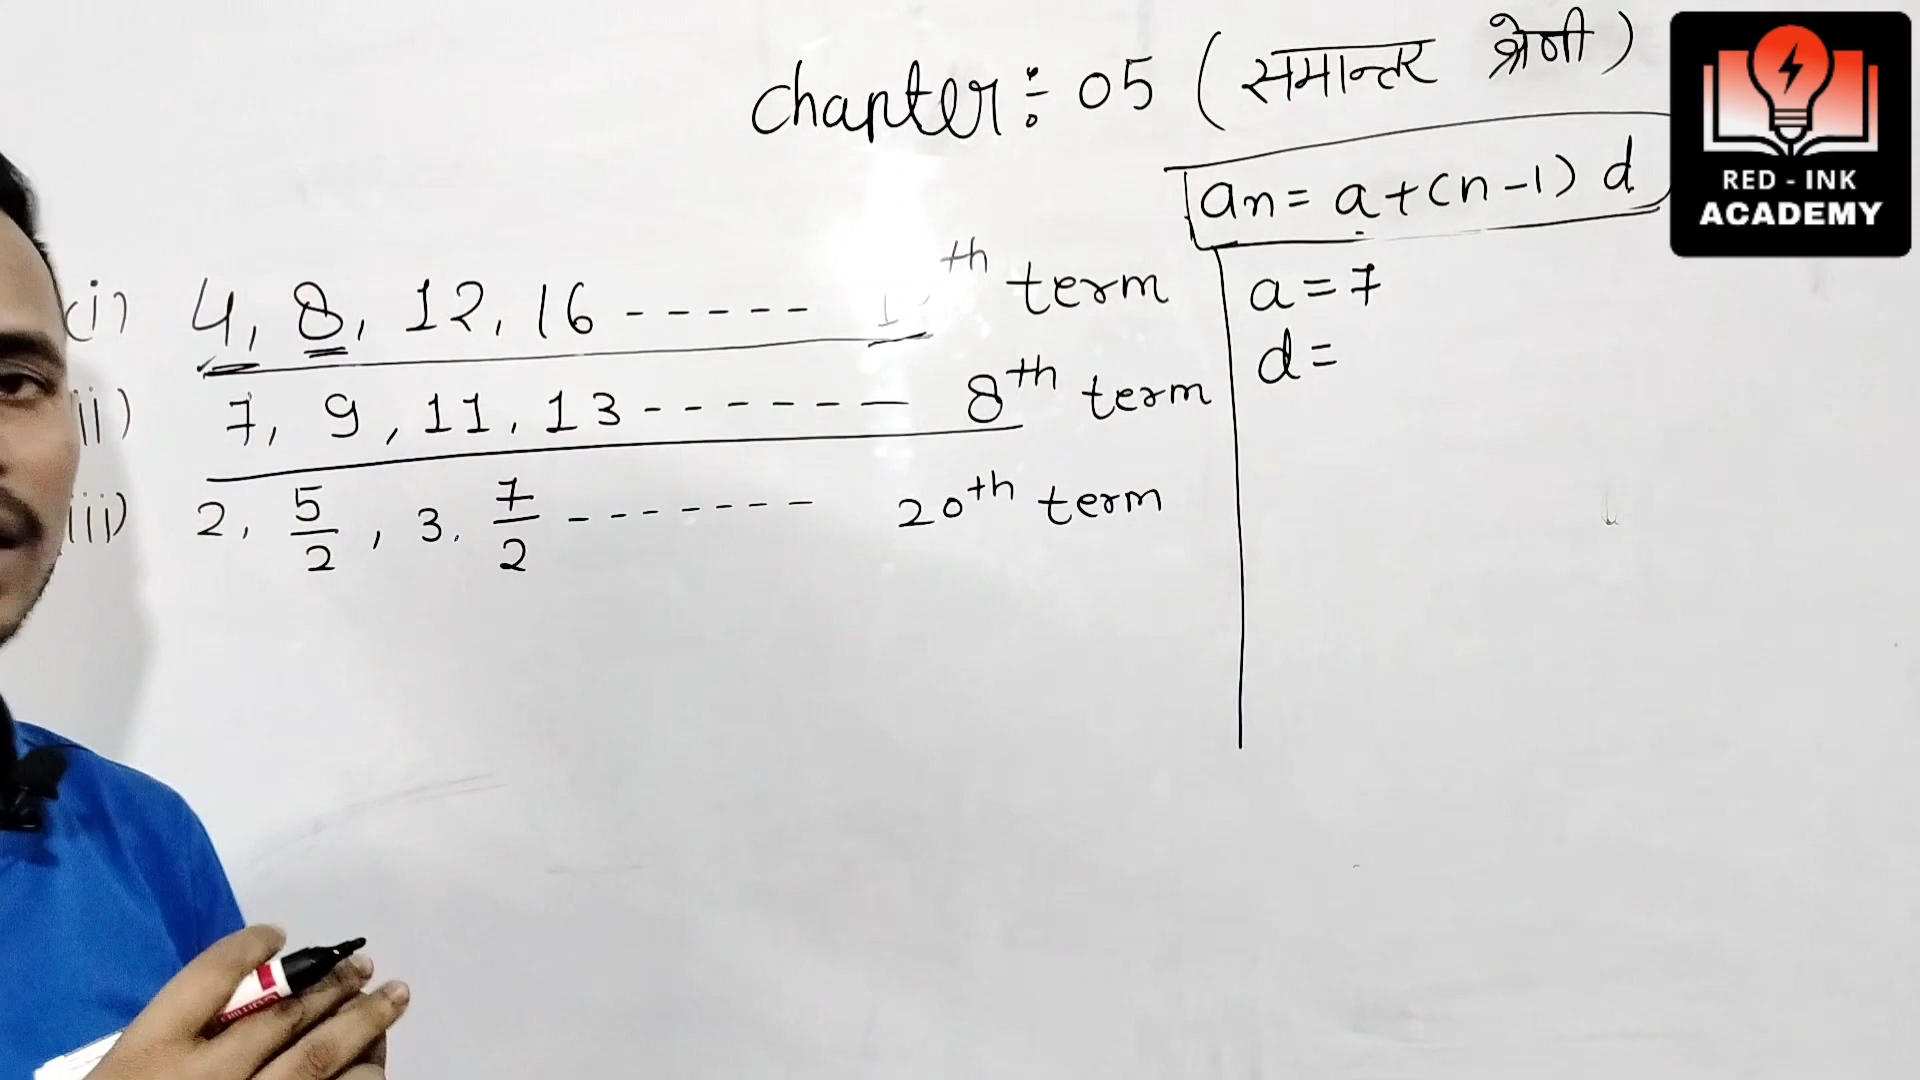 Chapter÷ 05 (समान्तर श्रेणी)
an = a+(n-1) d
RED - INK
ACADEMY
(i) 4, 8, 12, 16 ----- th term
a = 7
d =
ii) 7, 9, 11, 13 ------- 8th term
iii) 2, 5/2, 3, 7/2 ------- 20th term